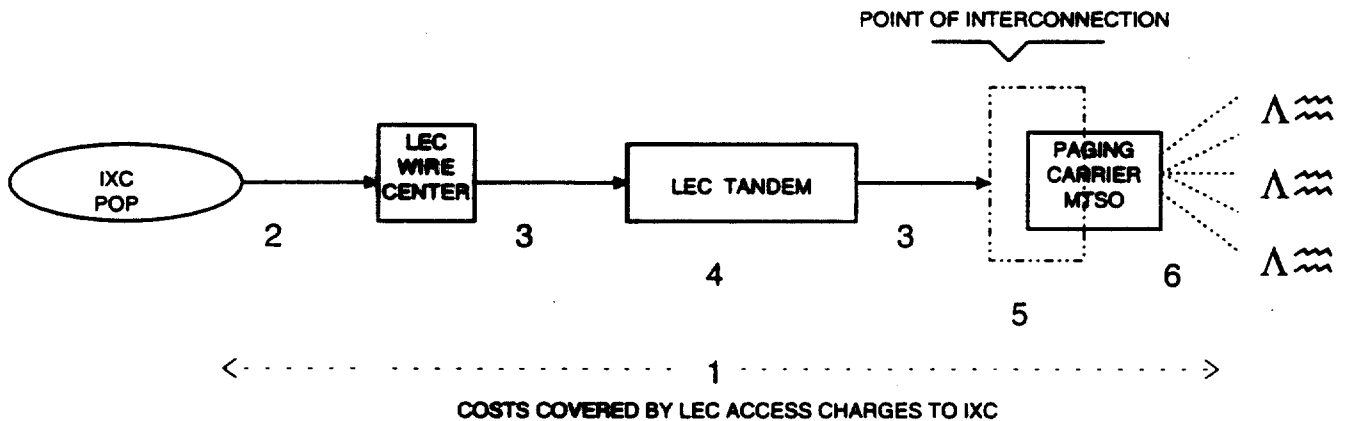 POINT OF INTERCONNECTION
IXC
POP
LEC
WIRE
CENTER
LEC TANDEM
PAGING
CARRIER
MTSO
2
3
3
4
5
6
1
COSTS COVERED BY LEC ACCESS CHARGES TO IXC